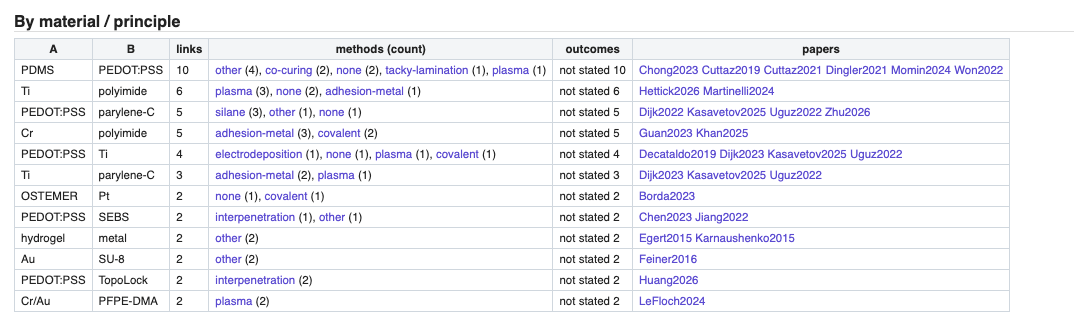 By material / principle
A B links methods (count) outcomes papers
PDMS PEDOT:PSS 10 other (4), co-curing (2), none (2), tacky-lamination (1), plasma (1) not stated 10 Chong2023 Cuttaz2019 Cuttaz2021 Dingler2021 Momin2024 Won2022
Ti polyimide 6 plasma (3), none (2), adhesion-metal (1) not stated 6 Hettick2026 Martinelli2024
PEDOT:PSS parylene-C 5 silane (3), other (1), none (1) not stated 5 Dijk2022 Kasavetov2025 Uguz2022 Zhu2026
Cr polyimide 5 adhesion-metal (3), covalent (2) not stated 5 Guan2023 Khan2025
PEDOT:PSS Ti 4 electrodeposition (1), none (1), plasma (1), covalent (1) not stated 4 Decataldo2019 Dijk2023 Kasavetov2025 Uguz2022
Ti parylene-C 3 adhesion-metal (2), plasma (1) not stated 3 Dijk2023 Kasavetov2025 Uguz2022
OSTEMER Pt 2 none (1), covalent (1) not stated 2 Borda2023
PEDOT:PSS SEBS 2 interpenetration (1), other (1) not stated 2 Chen2023 Jiang2022
hydrogel metal 2 other (2) not stated 2 Egert2015 Karnaushenko2015
Au SU-8 2 other (2) not stated 2 Feiner2016
PEDOT:PSS TopoLock 2 interpenetration (2) not stated 2 Huang2026
Cr/Au PFPE-DMA 2 plasma (2) not stated 2 LeFloch2024